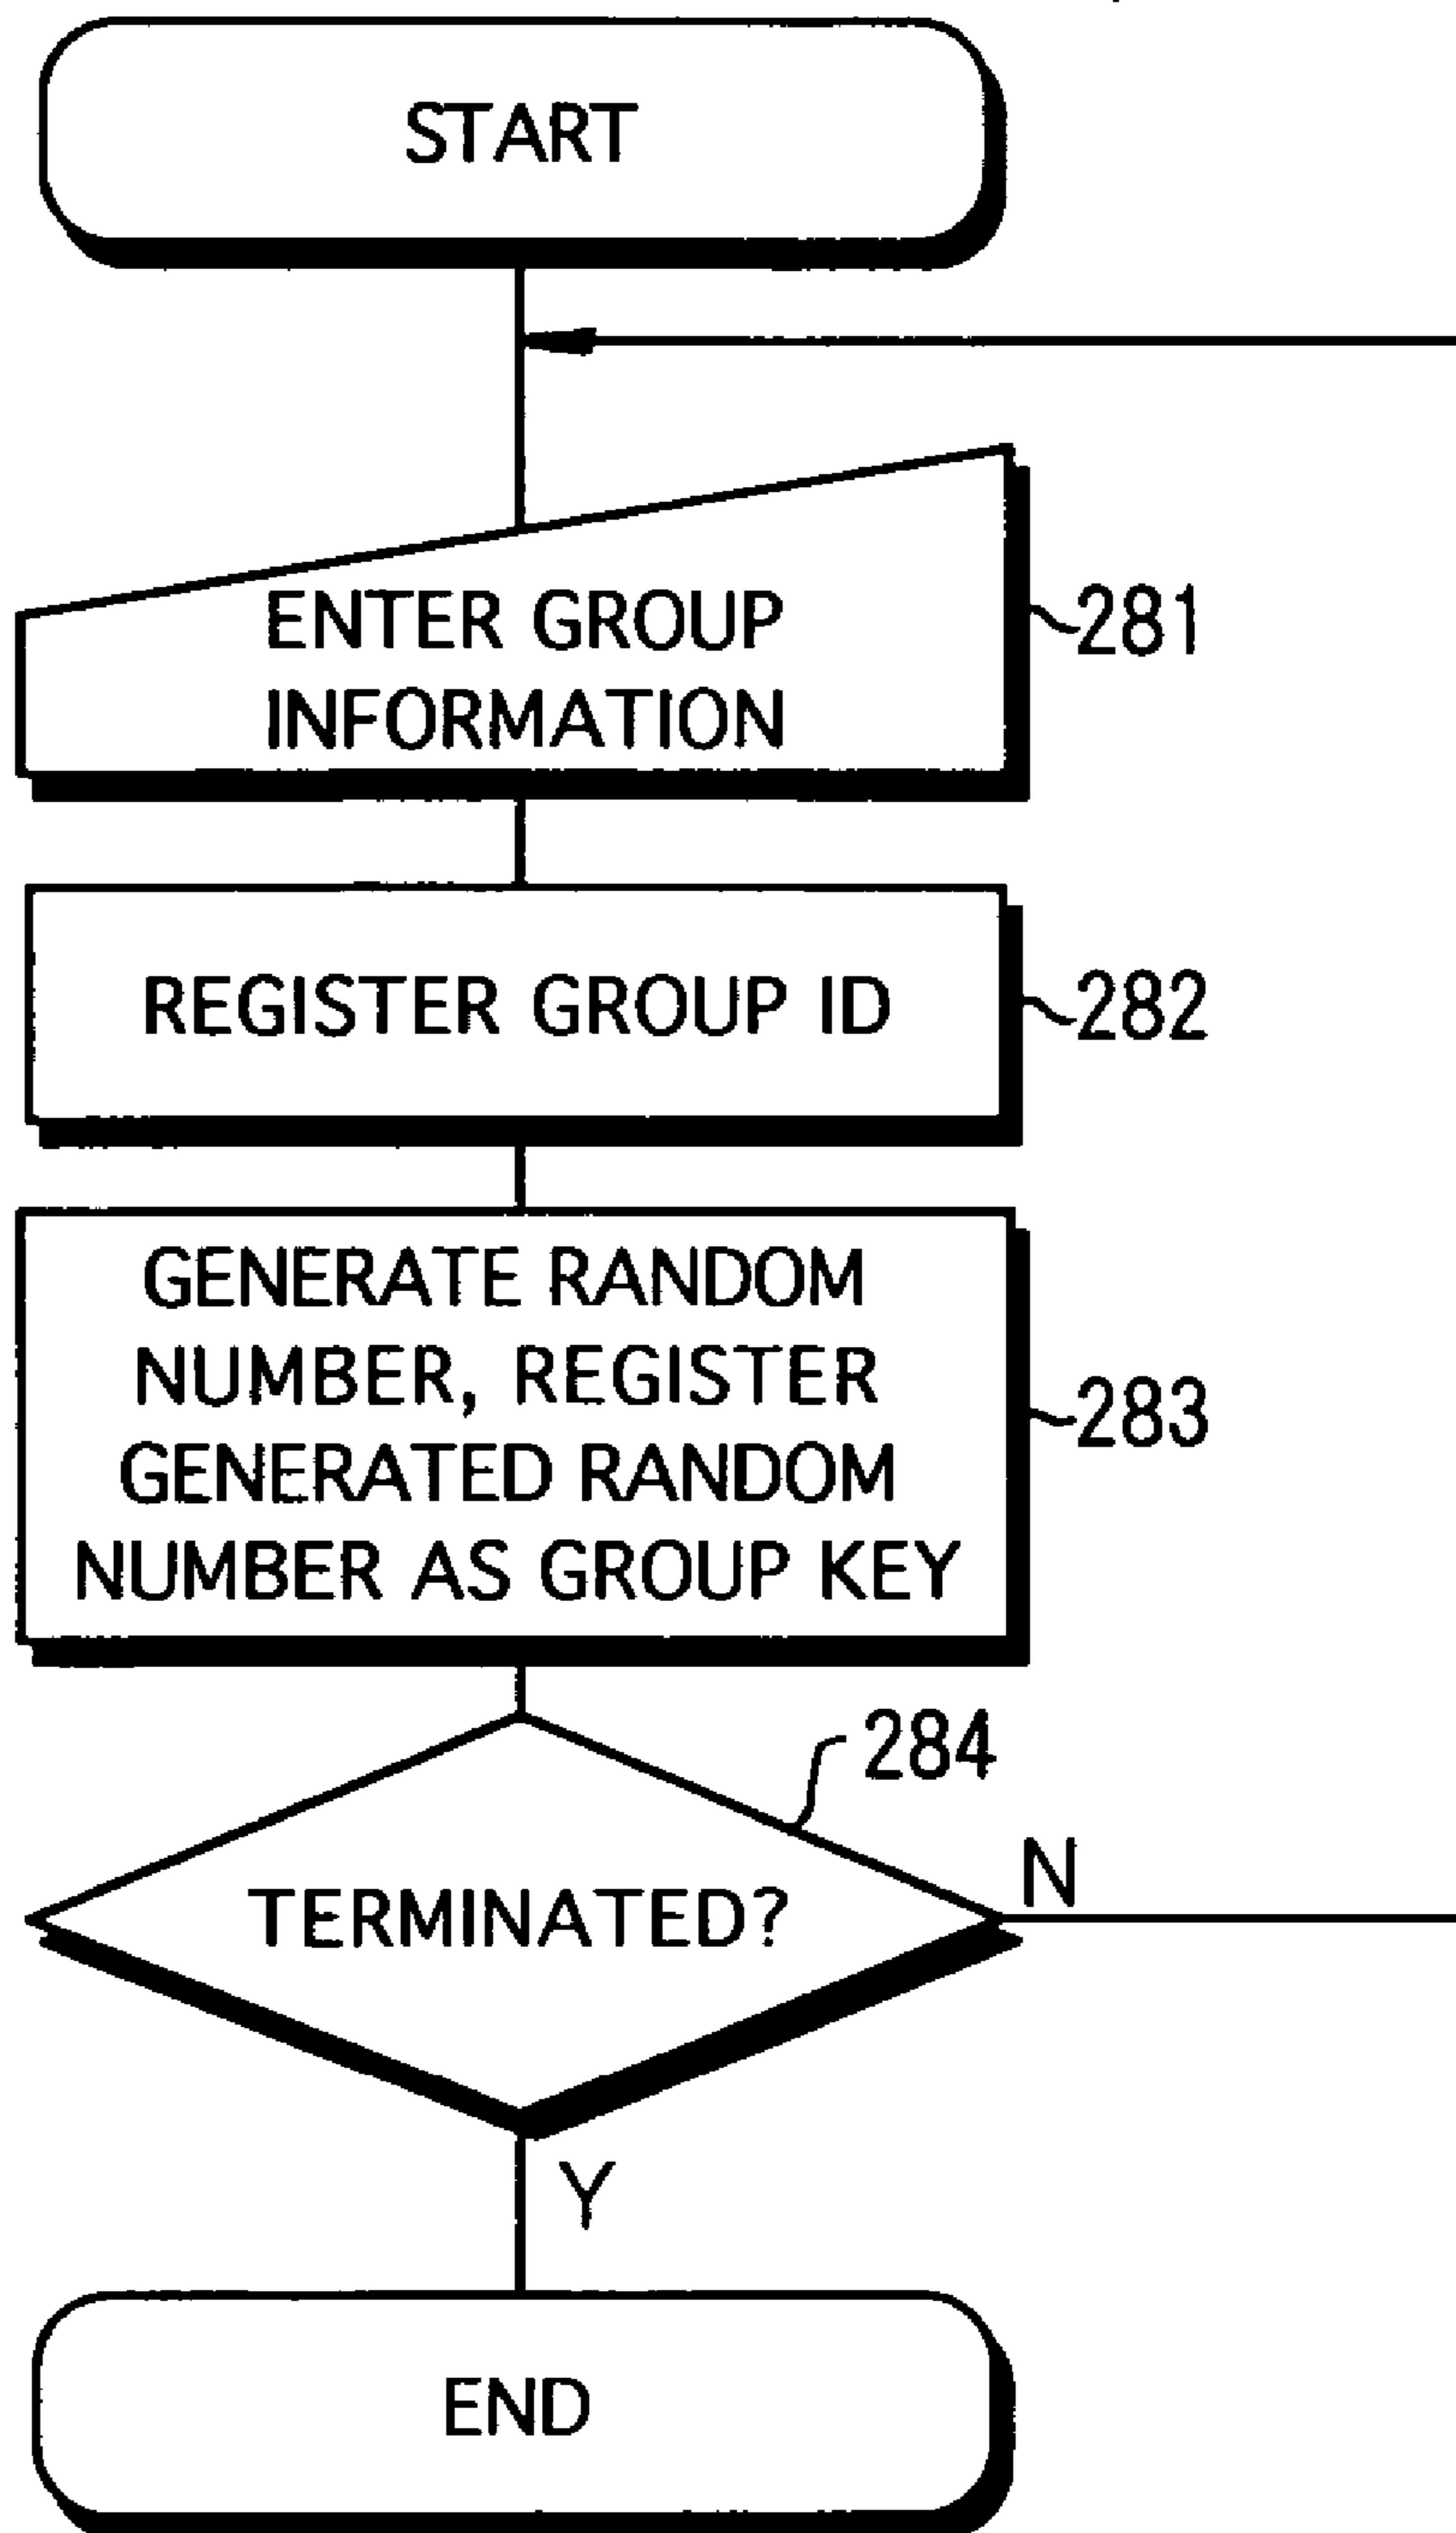 START
ENTER GROUP
INFORMATION
281
REGISTER GROUP ID
282
GENERATE RANDOM
NUMBER, REGISTER
GENERATED RANDOM
NUMBER AS GROUP KEY
283
284
TERMINATED?
N
Y
END